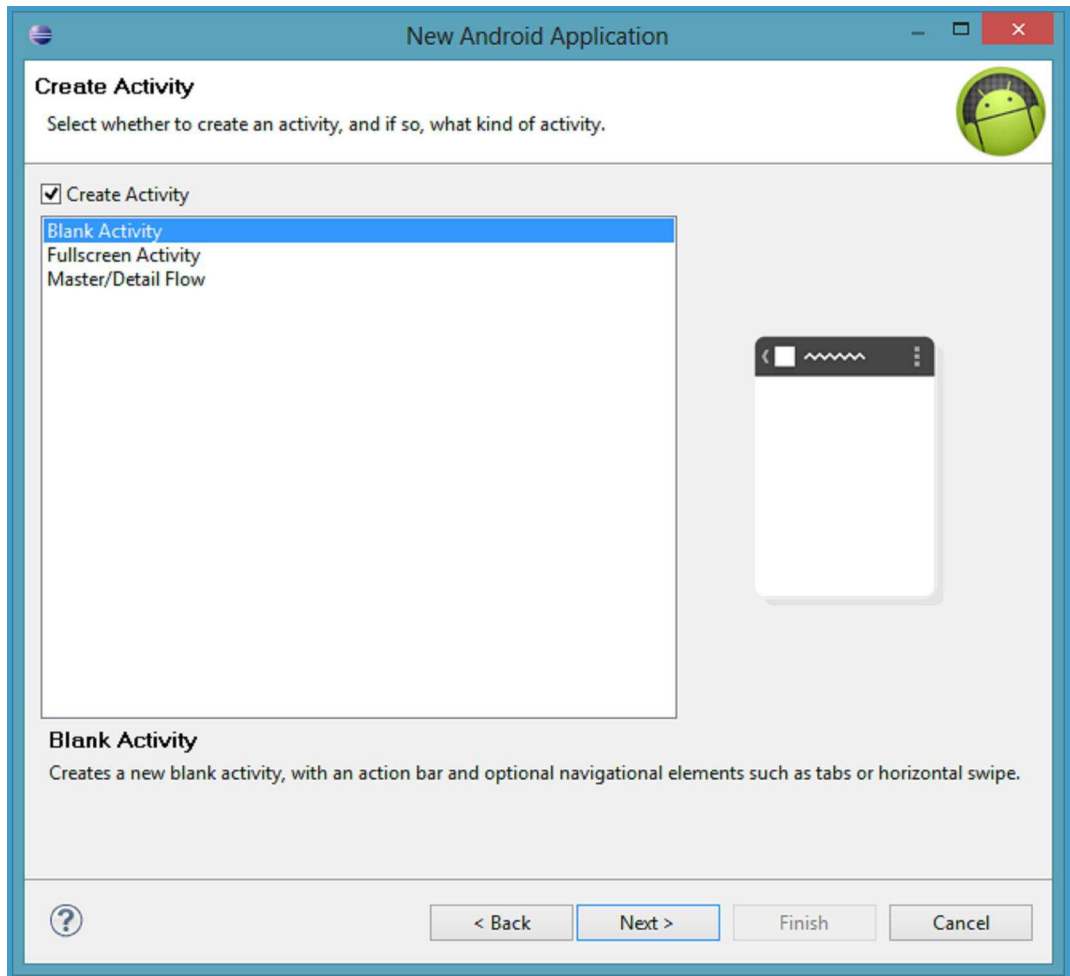 New Android Application
Create Activity
Select whether to create an activity, and if so, what kind of activity.
Create Activity
Blank Activity
Fullscreen Activity
Master/Detail Flow
Blank Activity
Creates a new blank activity, with an action bar and optional navigational elements such as tabs or horizontal swipe.
? < Back Next > Finish Cancel